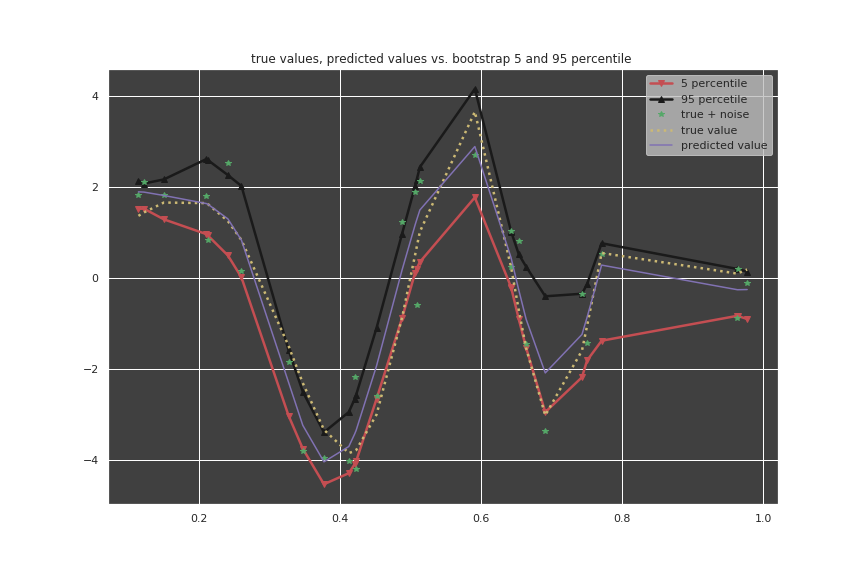 true values, predicted values vs. bootstrap 5 and 95 percentile
5 percentile
95 percetile
true + noise
true value
predicted value
4
2
0
−2
−4
0.2 0.4 0.6 0.8 1.0